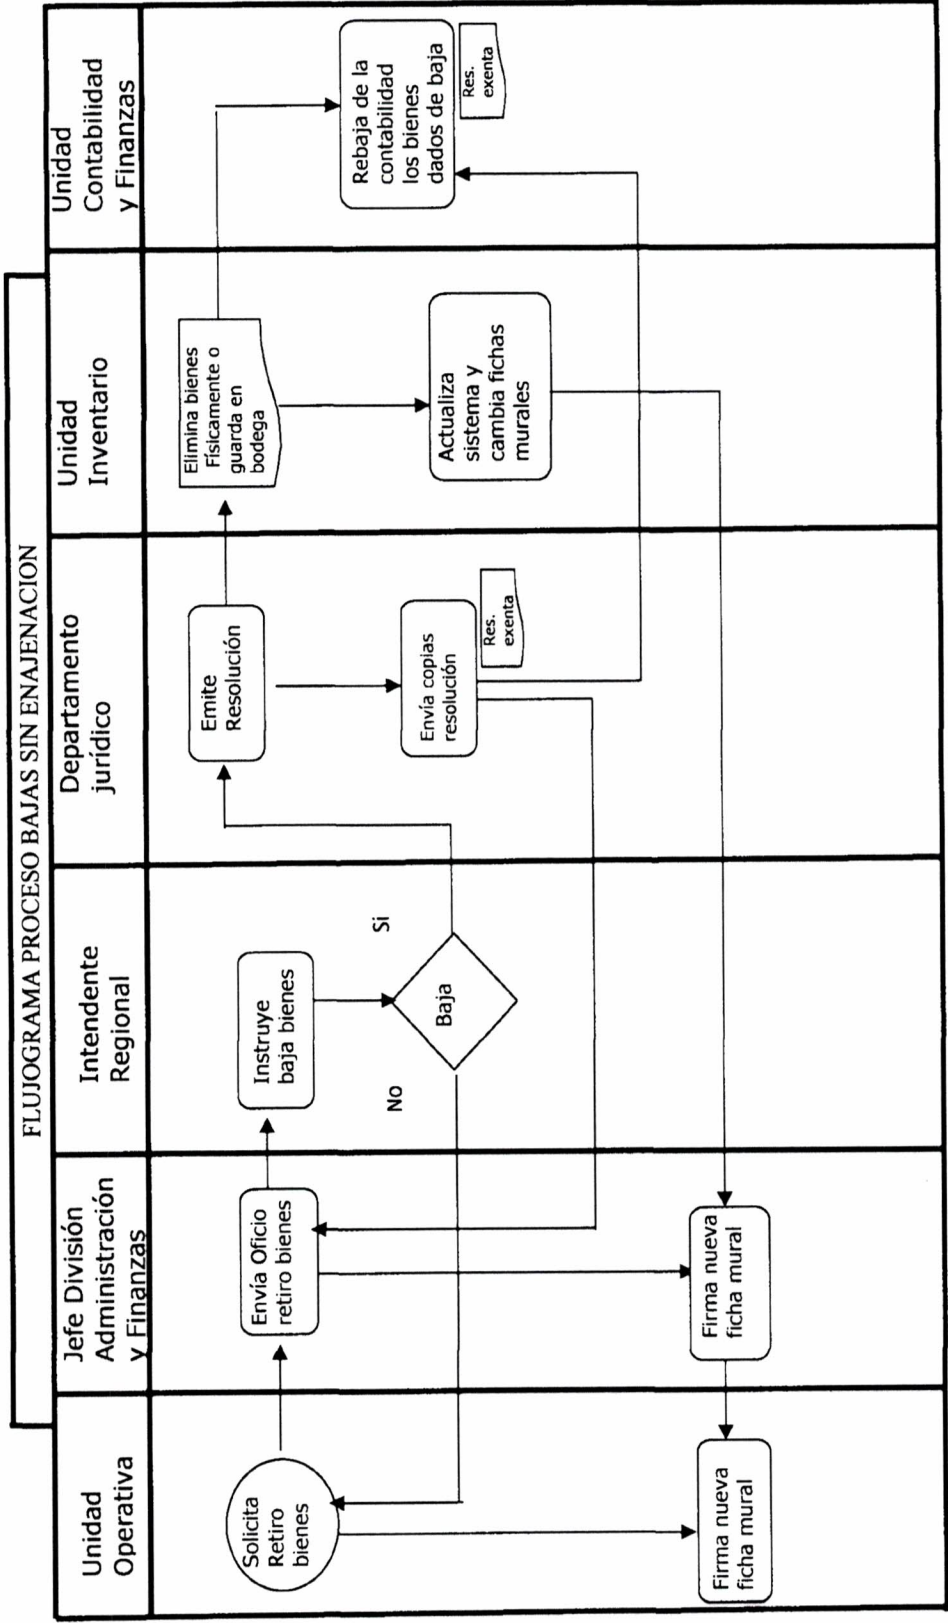 FLUJOGRAMA PROCESO BAJAS SIN ENAJENACION
Unidad
Operativa
Jefe División
Administración
y Finanzas
Intendente
Regional
Departamento
jurídico
Unidad
Inventario
Unidad
Contabilidad
y Finanzas
Solicita
Retiro
bienes
Envía Oficio
retiro bienes
Instruye
baja bienes
Emite
Resolución
Elimina bienes
Físicamente o
guarda en
bodega
Rebaja de la
contabilidad
los bienes
dados de baja
Res.
exenta
No
Baja
Si
Envía copias
resolución
Res.
exenta
Actualiza
sistema y
cambia fichas
murales
Firma nueva
ficha mural
Firma nueva
ficha mural